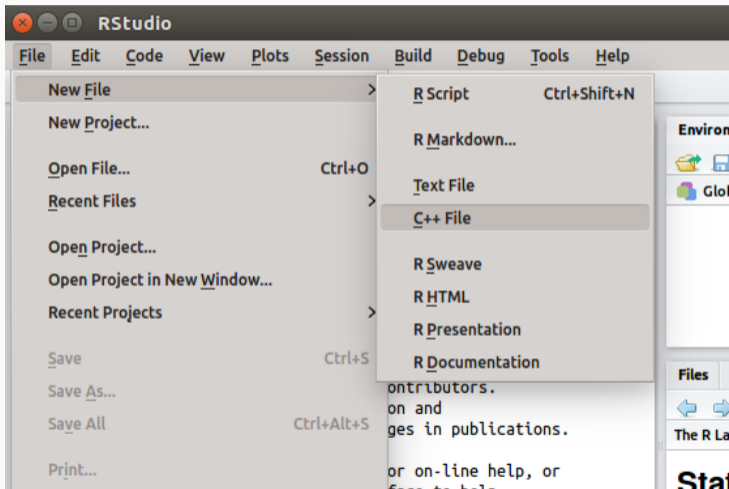 RStudio
File Edit Code View Plots Session Build Debug Tools Help
New File >
New Project...
Open File... Ctrl+O
Recent Files >
Open Project...
Open Project in New Window...
Recent Projects >
Save Ctrl+S
Save As...
Save All Ctrl+Alt+S
Print...
R Script Ctrl+Shift+N
R Markdown...
Text File
C++ File
R Sweave
R HTML
R Presentation
R Documentation
ontributors.
on and
ges in publications.
or on-line help, or
Environ
Glo
Files
The R La
Stat